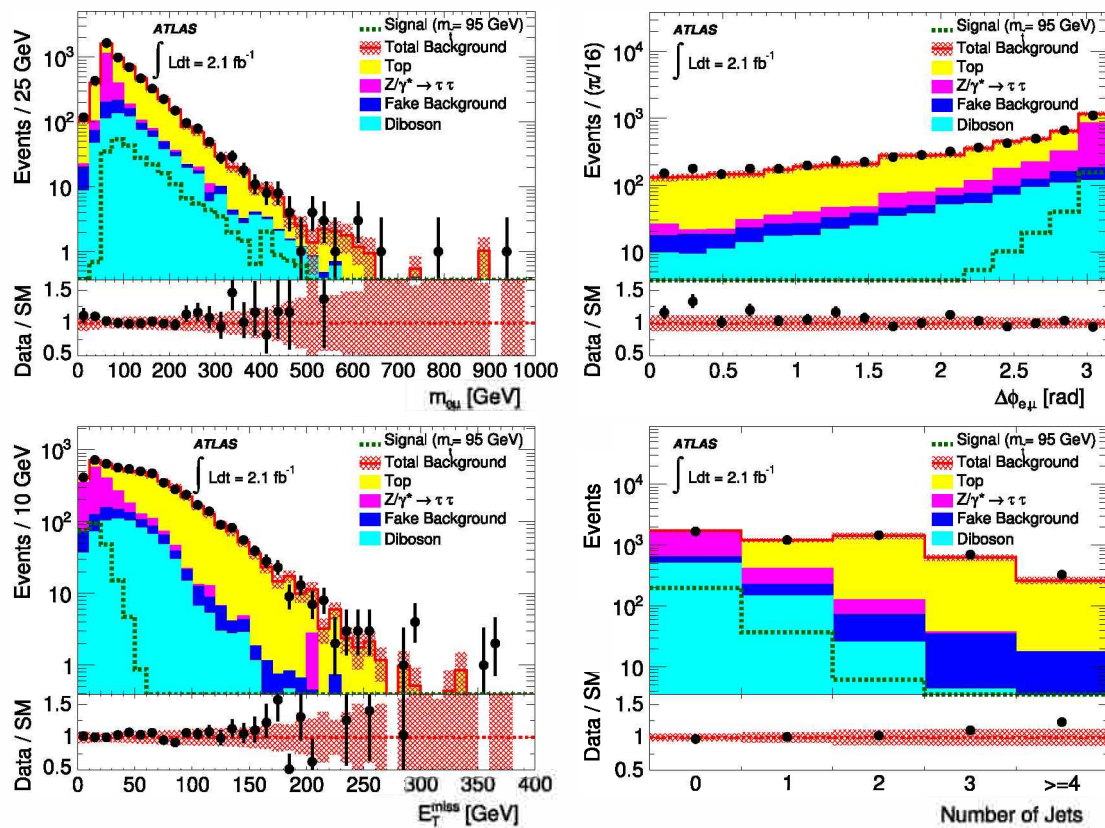 ATLAS
∫ Ldt = 2.1 fb⁻¹
Signal (m_t̃ = 95 GeV)
Total Background
Top
Z/γ* → ττ
Fake Background
Diboson
Events / 25 GeV
10³
10²
10
1
Data / SM
1.5
1
0.5
0 100 200 300 400 500 600 700 800 900 1000
m_eμ [GeV]
ATLAS
∫ Ldt = 2.1 fb⁻¹
Signal (m_t̃ = 95 GeV)
Total Background
Top
Z/γ* → ττ
Fake Background
Diboson
Events / (π/16)
10⁴
10³
10²
10
Data / SM
1.5
1
0.5
0 0.5 1 1.5 2 2.5 3
Δφ_eμ [rad]
ATLAS
∫ Ldt = 2.1 fb⁻¹
Signal (m_t̃ = 95 GeV)
Total Background
Top
Z/γ* → ττ
Fake Background
Diboson
Events / 10 GeV
10³
10²
10
1
Data / SM
1.5
1
0.5
0 50 100 150 200 250 300 350 400
E_T^miss [GeV]
ATLAS
∫ Ldt = 2.1 fb⁻¹
Signal (m_t̃ = 95 GeV)
Total Background
Top
Z/γ* → ττ
Fake Background
Diboson
Events
10⁴
10³
10²
10
Data / SM
1.5
1
0.5
0 1 2 3 >=4
Number of Jets